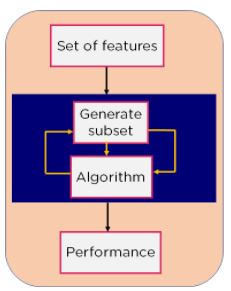 Set of features
Generate
subset
Algorithm
Performance